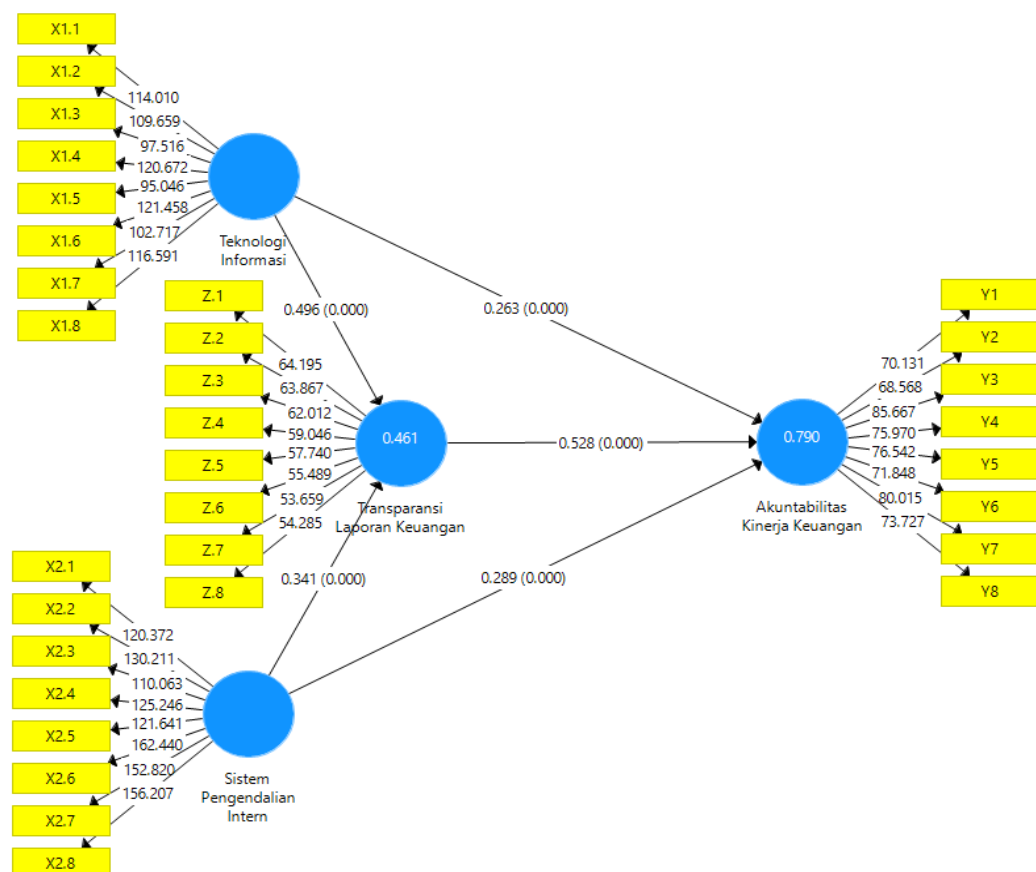 X1.1
X1.2
X1.3
X1.4
X1.5
X1.6
X1.7
X1.8
114.010
109.659
97.516
120.672
95.046
121.458
102.717
116.591
Teknologi
Informasi
0.496 (0.000)
0.263 (0.000)
Z.1
Z.2
Z.3
Z.4
Z.5
Z.6
Z.7
Z.8
64.195
63.867
62.012
59.046
57.740
55.489
53.659
54.285
0.461
Transparansi
Laporan Keuangan
0.528 (0.000)
0.341 (0.000)
0.289 (0.000)
0.790
Akuntabilitas
Kinerja Keuangan
70.131
68.568
85.667
75.970
76.542
71.848
80.015
73.727
Y1
Y2
Y3
Y4
Y5
Y6
Y7
Y8
X2.1
X2.2
X2.3
X2.4
X2.5
X2.6
X2.7
X2.8
120.372
130.211
110.063
125.246
121.641
162.440
152.820
156.207
Sistem
Pengendalian
Intern